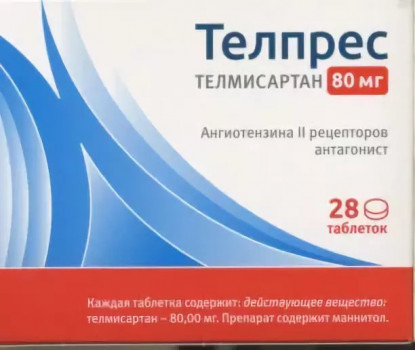 Телпрес
ТЕЛМИСАРТАН 80 мг
Ангиотензина II рецепторов
антагонист
28
таблеток
Каждая таблетка содержит: действующее вещество:
телмисартан – 80,00 мг. Препарат содержит маннитол.